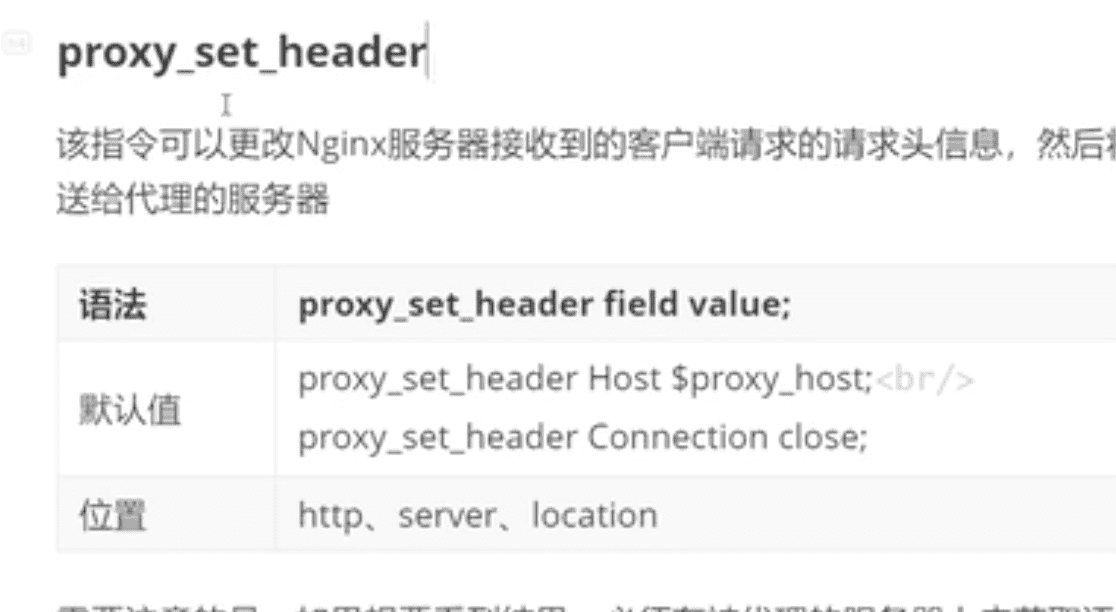 proxy_set_header
该指令可以更改Nginx服务器接收到的客户端请求的请求头信息，然后将
送给代理的服务器
语法
proxy_set_header field value;
默认值
proxy_set_header Host $proxy_host;<br/>
proxy_set_header Connection close;
位置
http、server、location